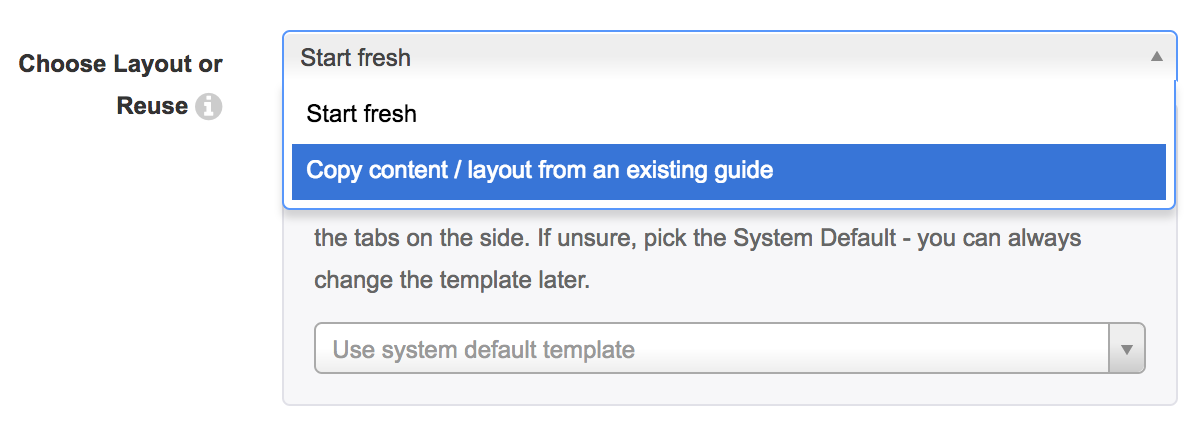 Choose Layout or
Reuse
Start fresh
Start fresh
Copy content / layout from an existing guide
the tabs on the side. If unsure, pick the System Default - you can always
change the template later.
Use system default template